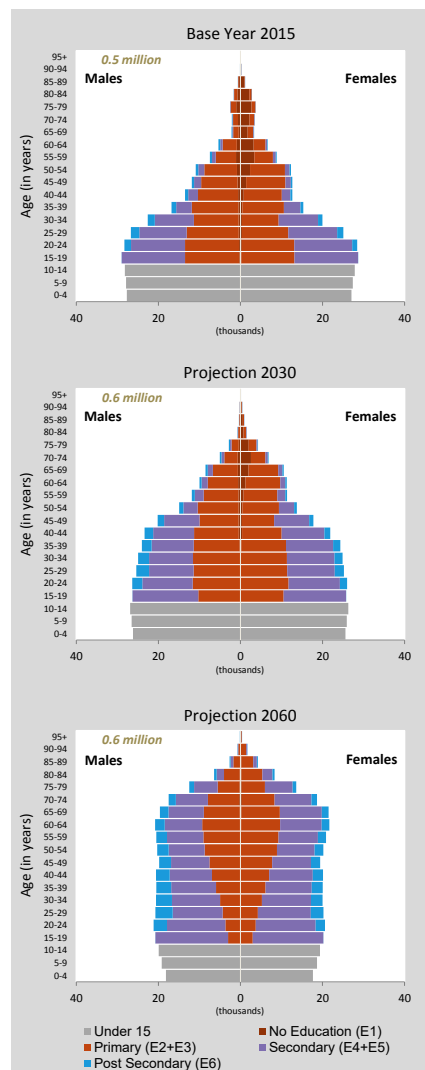 Base Year 2015
0.5 million
Males
Females
Age (in years)
95+
90-94
85-89
80-84
75-79
70-74
65-69
60-64
55-59
50-54
45-49
40-44
35-39
30-34
25-29
20-24
15-19
10-14
5-9
0-4
40 20 0 20 40
(thousands)
Projection 2030
0.6 million
Males
Females
Age (in years)
95+
90-94
85-89
80-84
75-79
70-74
65-69
60-64
55-59
50-54
45-49
40-44
35-39
30-34
25-29
20-24
15-19
10-14
5-9
0-4
40 20 0 20 40
(thousands)
Projection 2060
0.6 million
Males
Females
Age (in years)
95+
90-94
85-89
80-84
75-79
70-74
65-69
60-64
55-59
50-54
45-49
40-44
35-39
30-34
25-29
20-24
15-19
10-14
5-9
0-4
40 20 0 20 40
(thousands)
Under 15 No Education (E1)
Primary (E2+E3) Secondary (E4+E5)
Post Secondary (E6)